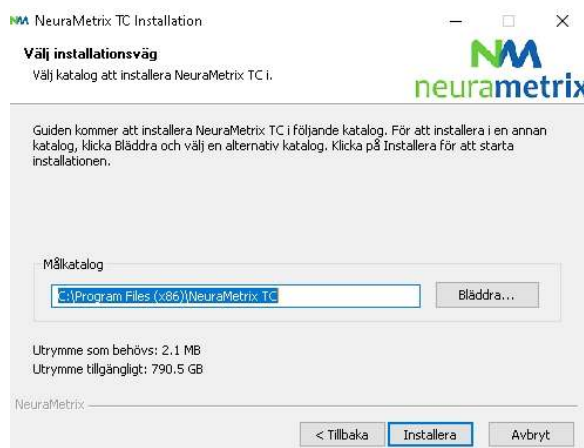 NM NeuraMetrix TC Installation
Välj installationsväg
Välj katalog att installera NeuraMetrix TC i.
NM
neurametrix
Guiden kommer att installera NeuraMetrix TC i följande katalog. För att installera i en annan
katalog, klicka Bläddra och välj en alternativ katalog. Klicka på Installera för att starta
installationen.
Målkatalog
C:\Program Files (x86)\NeuraMetrix TC
Bläddra...
Utrymme som behövs: 2.1 MB
Utrymme tillgängligt: 790.5 GB
NeuraMetrix
< Tillbaka Installera Avbryt